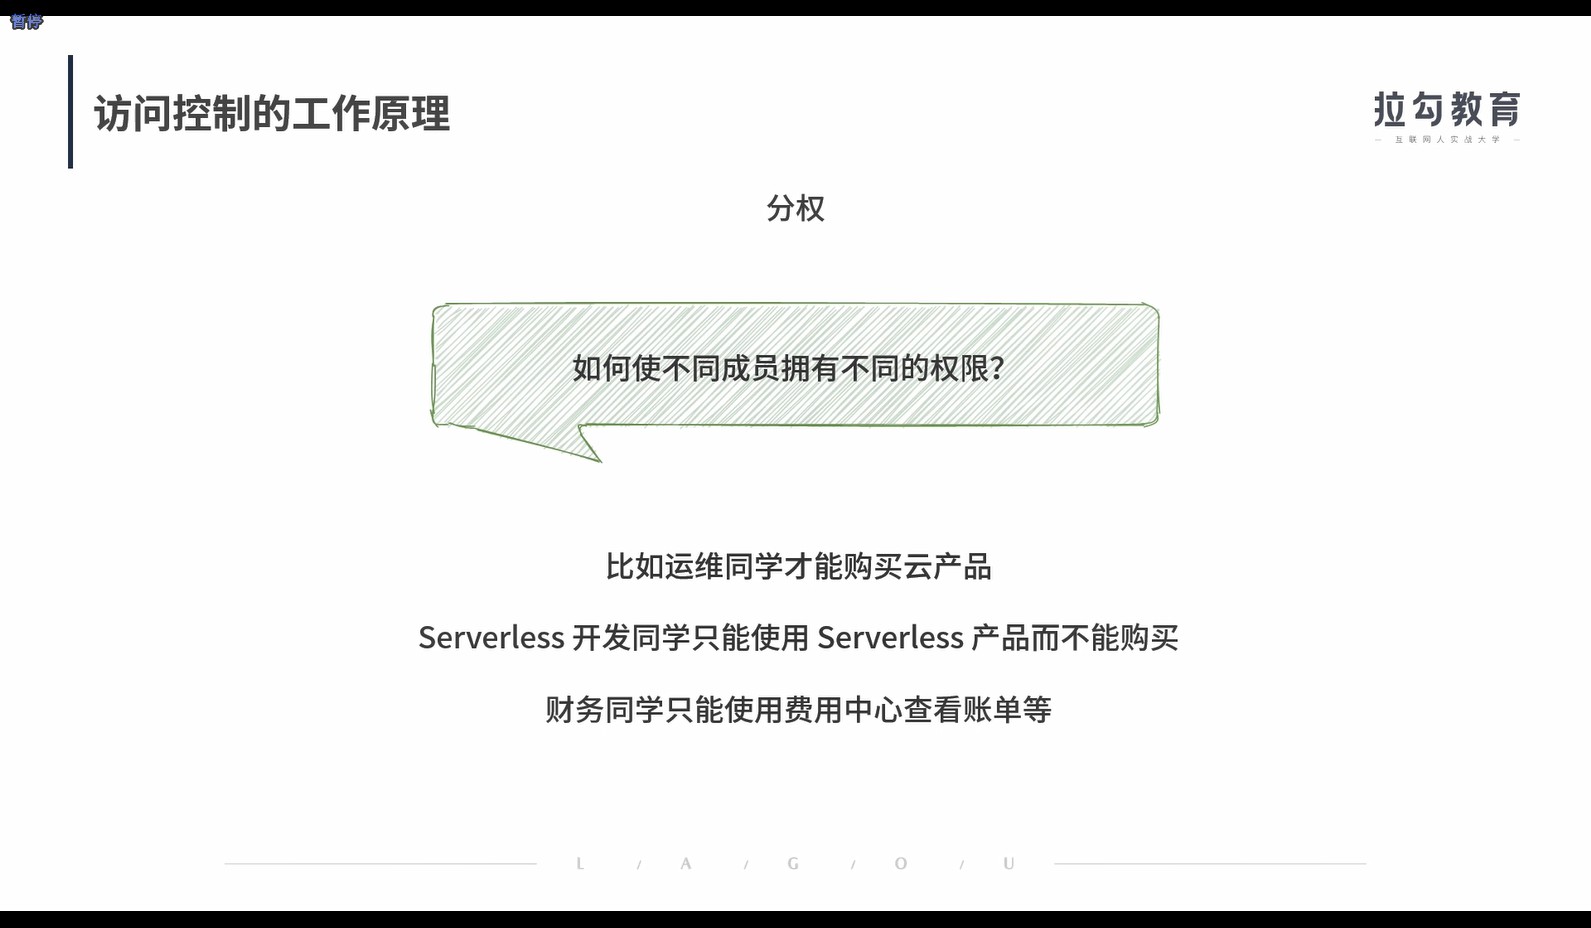 暂停
访问控制的工作原理
拉勾教育
— 互联网人实战大学 —
分权
如何使不同成员拥有不同的权限？
比如运维同学才能购买云产品
Serverless 开发同学只能使用 Serverless 产品而不能购买
财务同学只能使用费用中心查看账单等
L / A / G / O / U